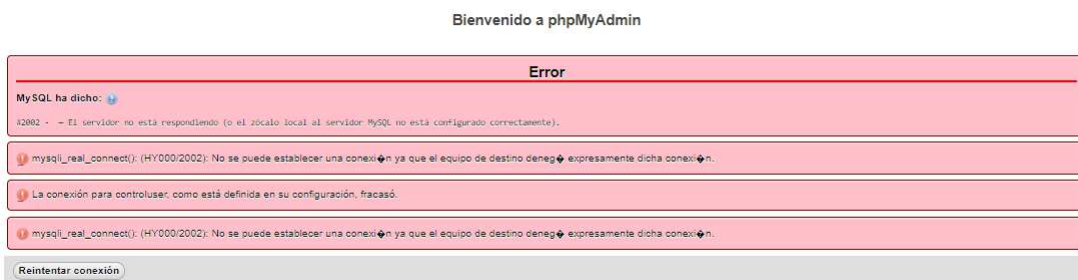 Bienvenido a phpMyAdmin
Error
MySQL ha dicho:
#2002 - — El servidor no está respondiendo (o el zócalo local al servidor MySQL no está configurado correctamente).
mysqli_real_connect(): (HY000/2002): No se puede establecer una conexi�n ya que el equipo de destino deneg� expresamente dicha conexi�n.
La conexión para controluser, como está definida en su configuración, fracasó.
mysqli_real_connect(): (HY000/2002): No se puede establecer una conexi�n ya que el equipo de destino deneg� expresamente dicha conexi�n.
Reintentar conexión